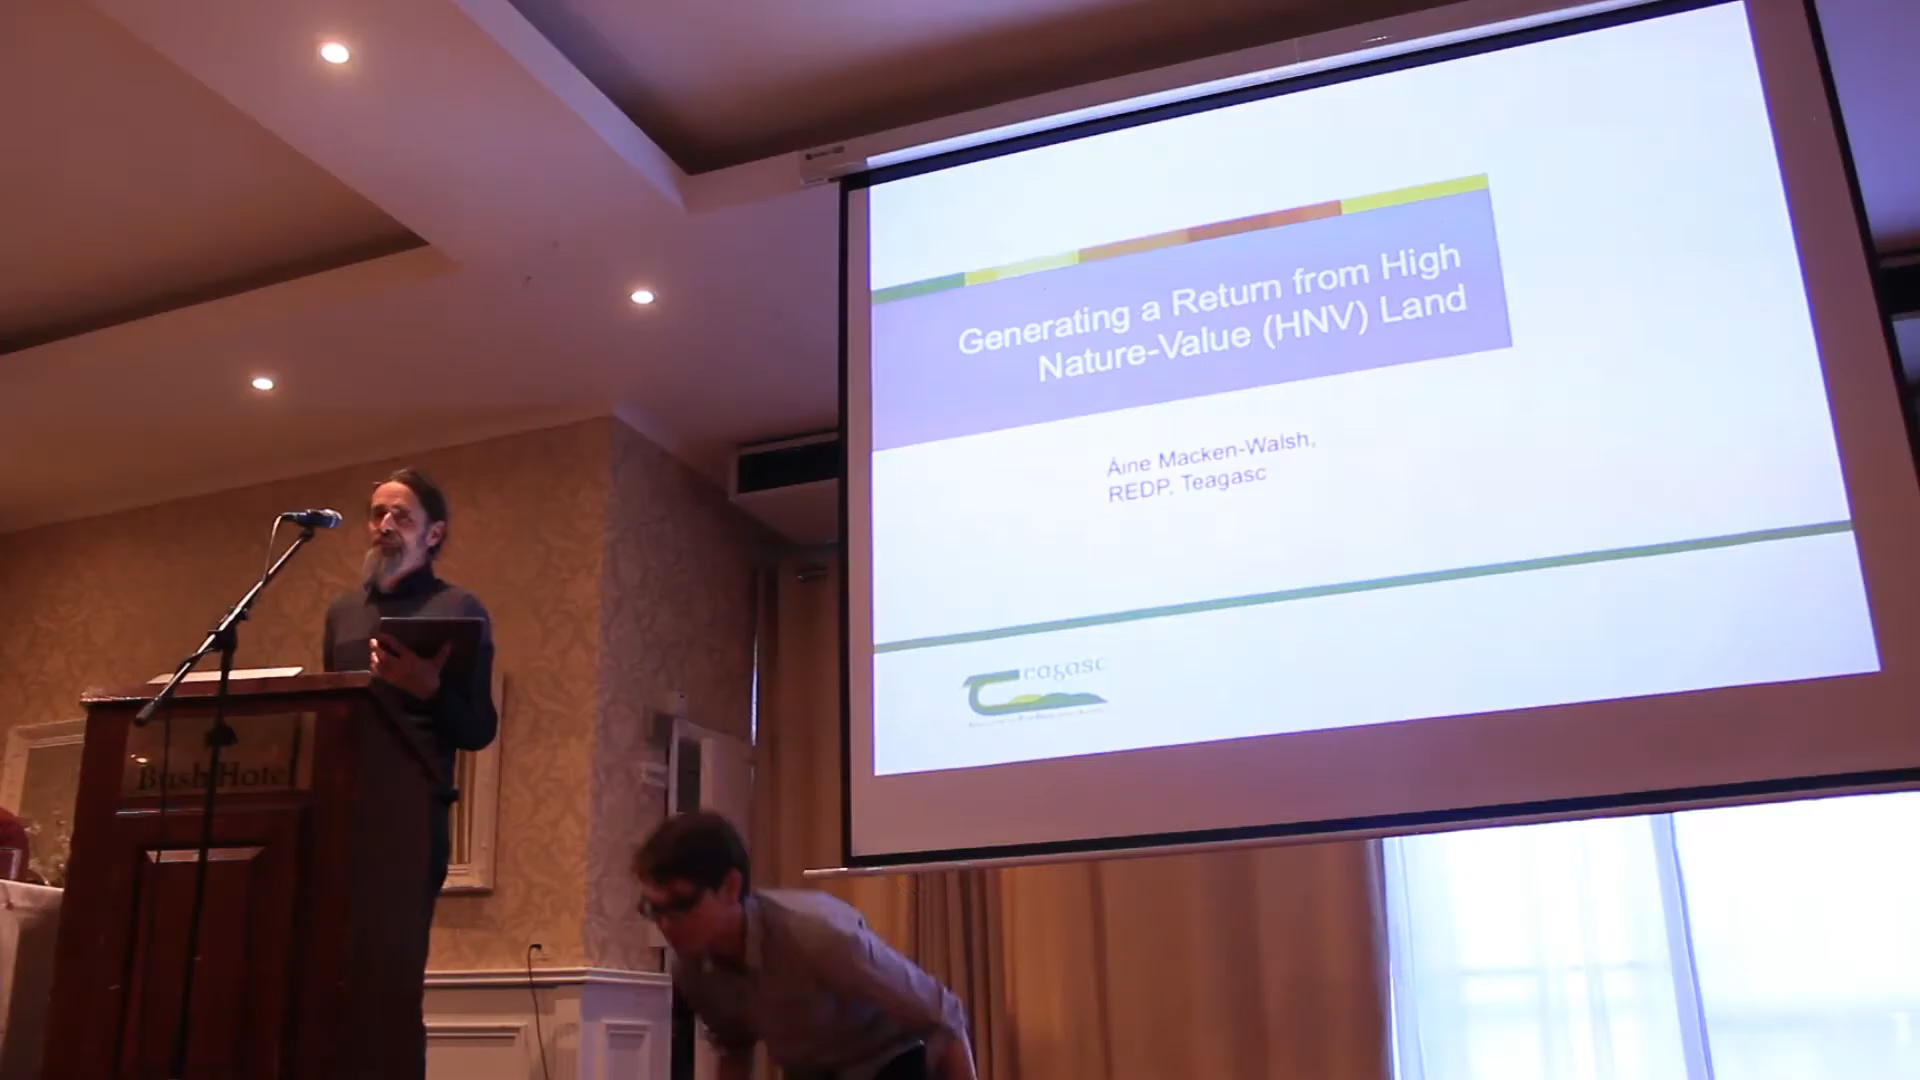 Generating a Return from High
Nature-Value (HNV) Land
Áine Macken-Walsh,
REDP. Teagasc
Teagasc
Bush Hotel